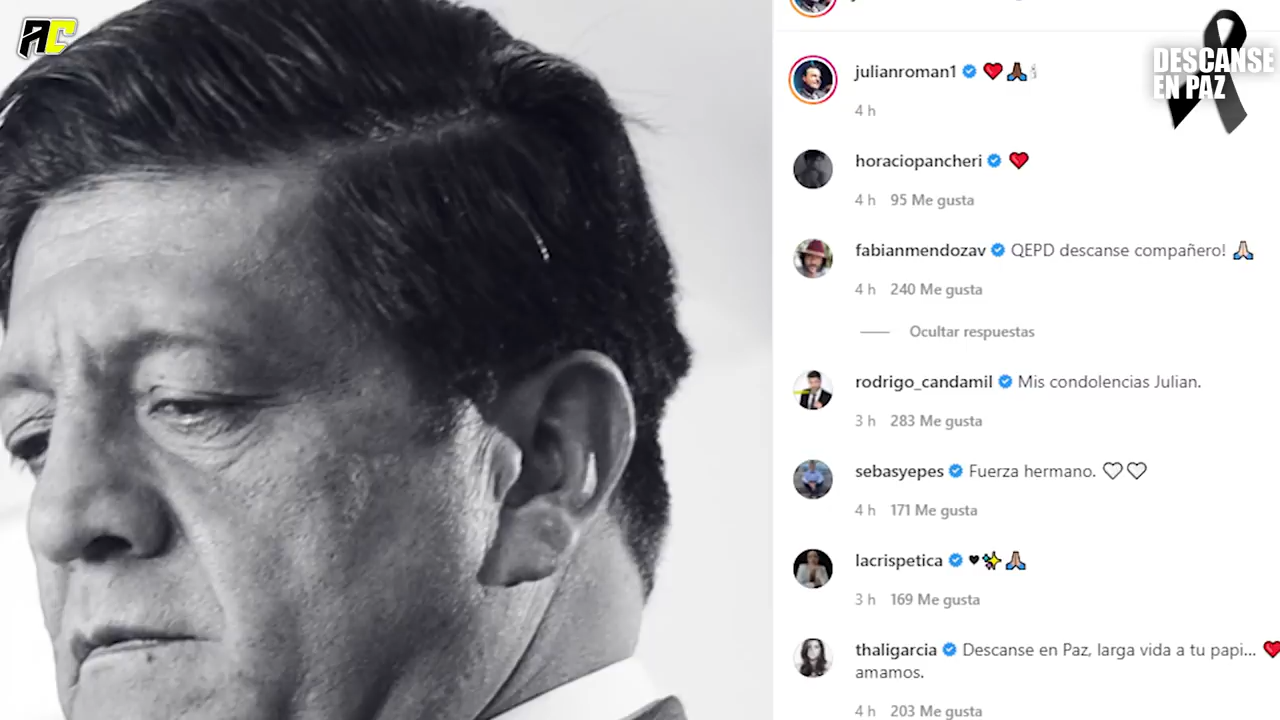 AC
DESCANSE
EN PAZ
julianroman1
4 h
horaciopancheri
4 h 95 Me gusta
fabianmendozav QEPD descanse compañero!
4 h 240 Me gusta
Ocultar respuestas
rodrigo_candamil Mis condolencias Julian.
3 h 283 Me gusta
sebasyepes Fuerza hermano.
4 h 171 Me gusta
lacrispetica
3 h 169 Me gusta
thaligarcia Descanse en Paz, larga vida a tu papi...
amamos.
4 h 203 Me gusta